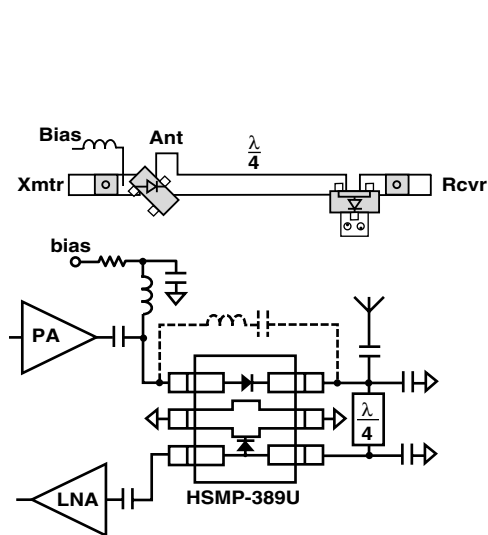 Bias
Ant
λ
4
Xmtr
Rcvr
bias
PA
λ
4
LNA
HSMP-389U